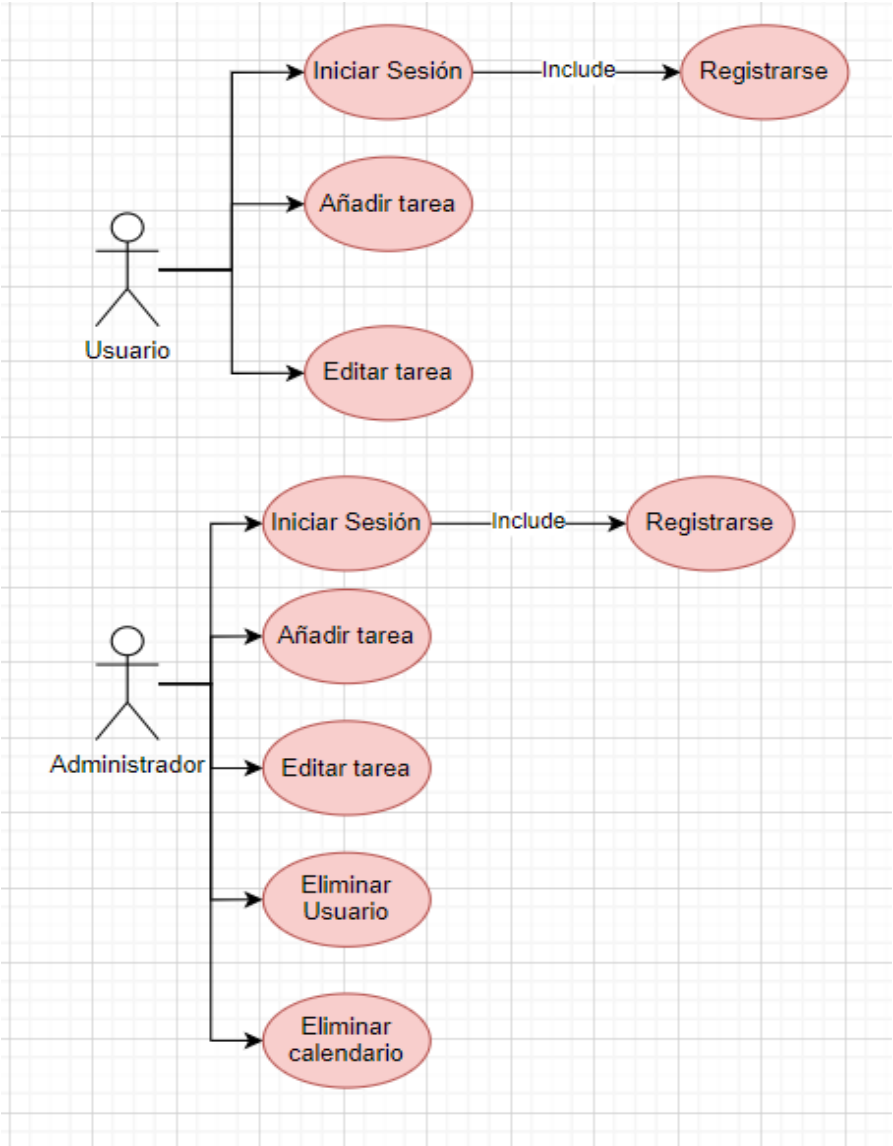 Iniciar Sesión
Include
Registrarse
Añadir tarea
Usuario
Editar tarea
Iniciar Sesión
Include
Registrarse
Añadir tarea
Administrador
Editar tarea
Eliminar
Usuario
Eliminar
calendario